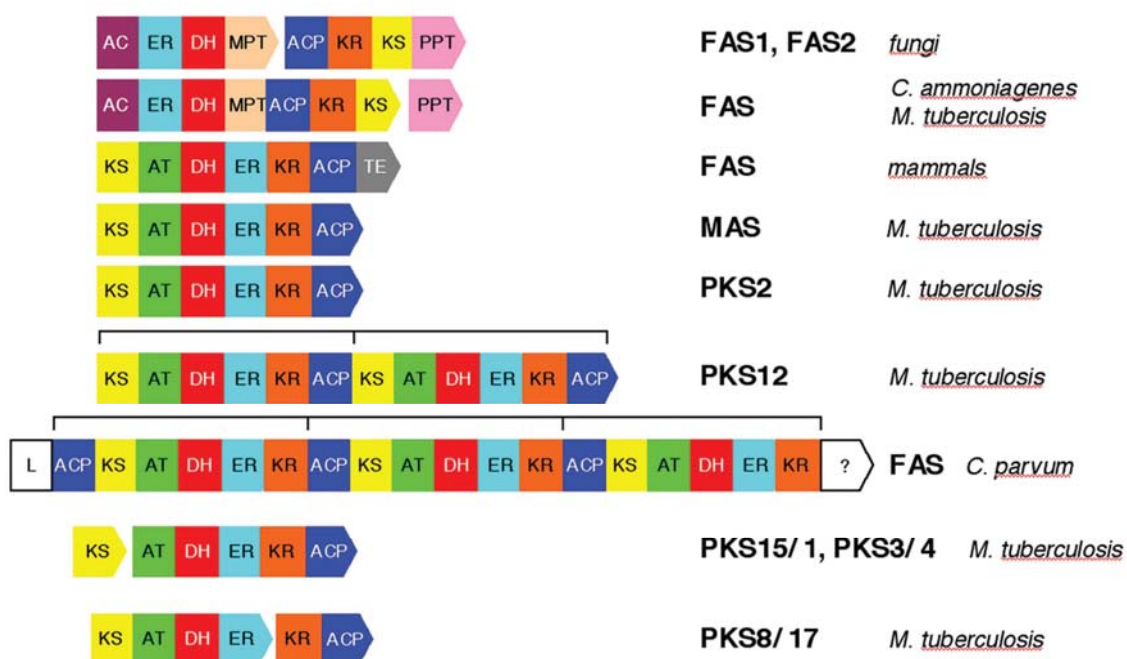 AC ER DH MPT ACP KR KS PPT FAS1, FAS2 fungi
C. ammoniagenes
AC ER DH MPT ACP KR KS PPT FAS
M. tuberculosis
KS AT DH ER KR ACP TE FAS mammals
KS AT DH ER KR ACP MAS M. tuberculosis
KS AT DH ER KR ACP PKS2 M. tuberculosis
KS AT DH ER KR ACP KS AT DH ER KR ACP PKS12 M. tuberculosis
L ACP KS AT DH ER KR ACP KS AT DH ER KR ACP KS AT DH ER KR ? FAS C. parvum
KS AT DH ER KR ACP PKS15/1, PKS3/4 M. tuberculosis
KS AT DH ER KR ACP PKS8/17 M. tuberculosis